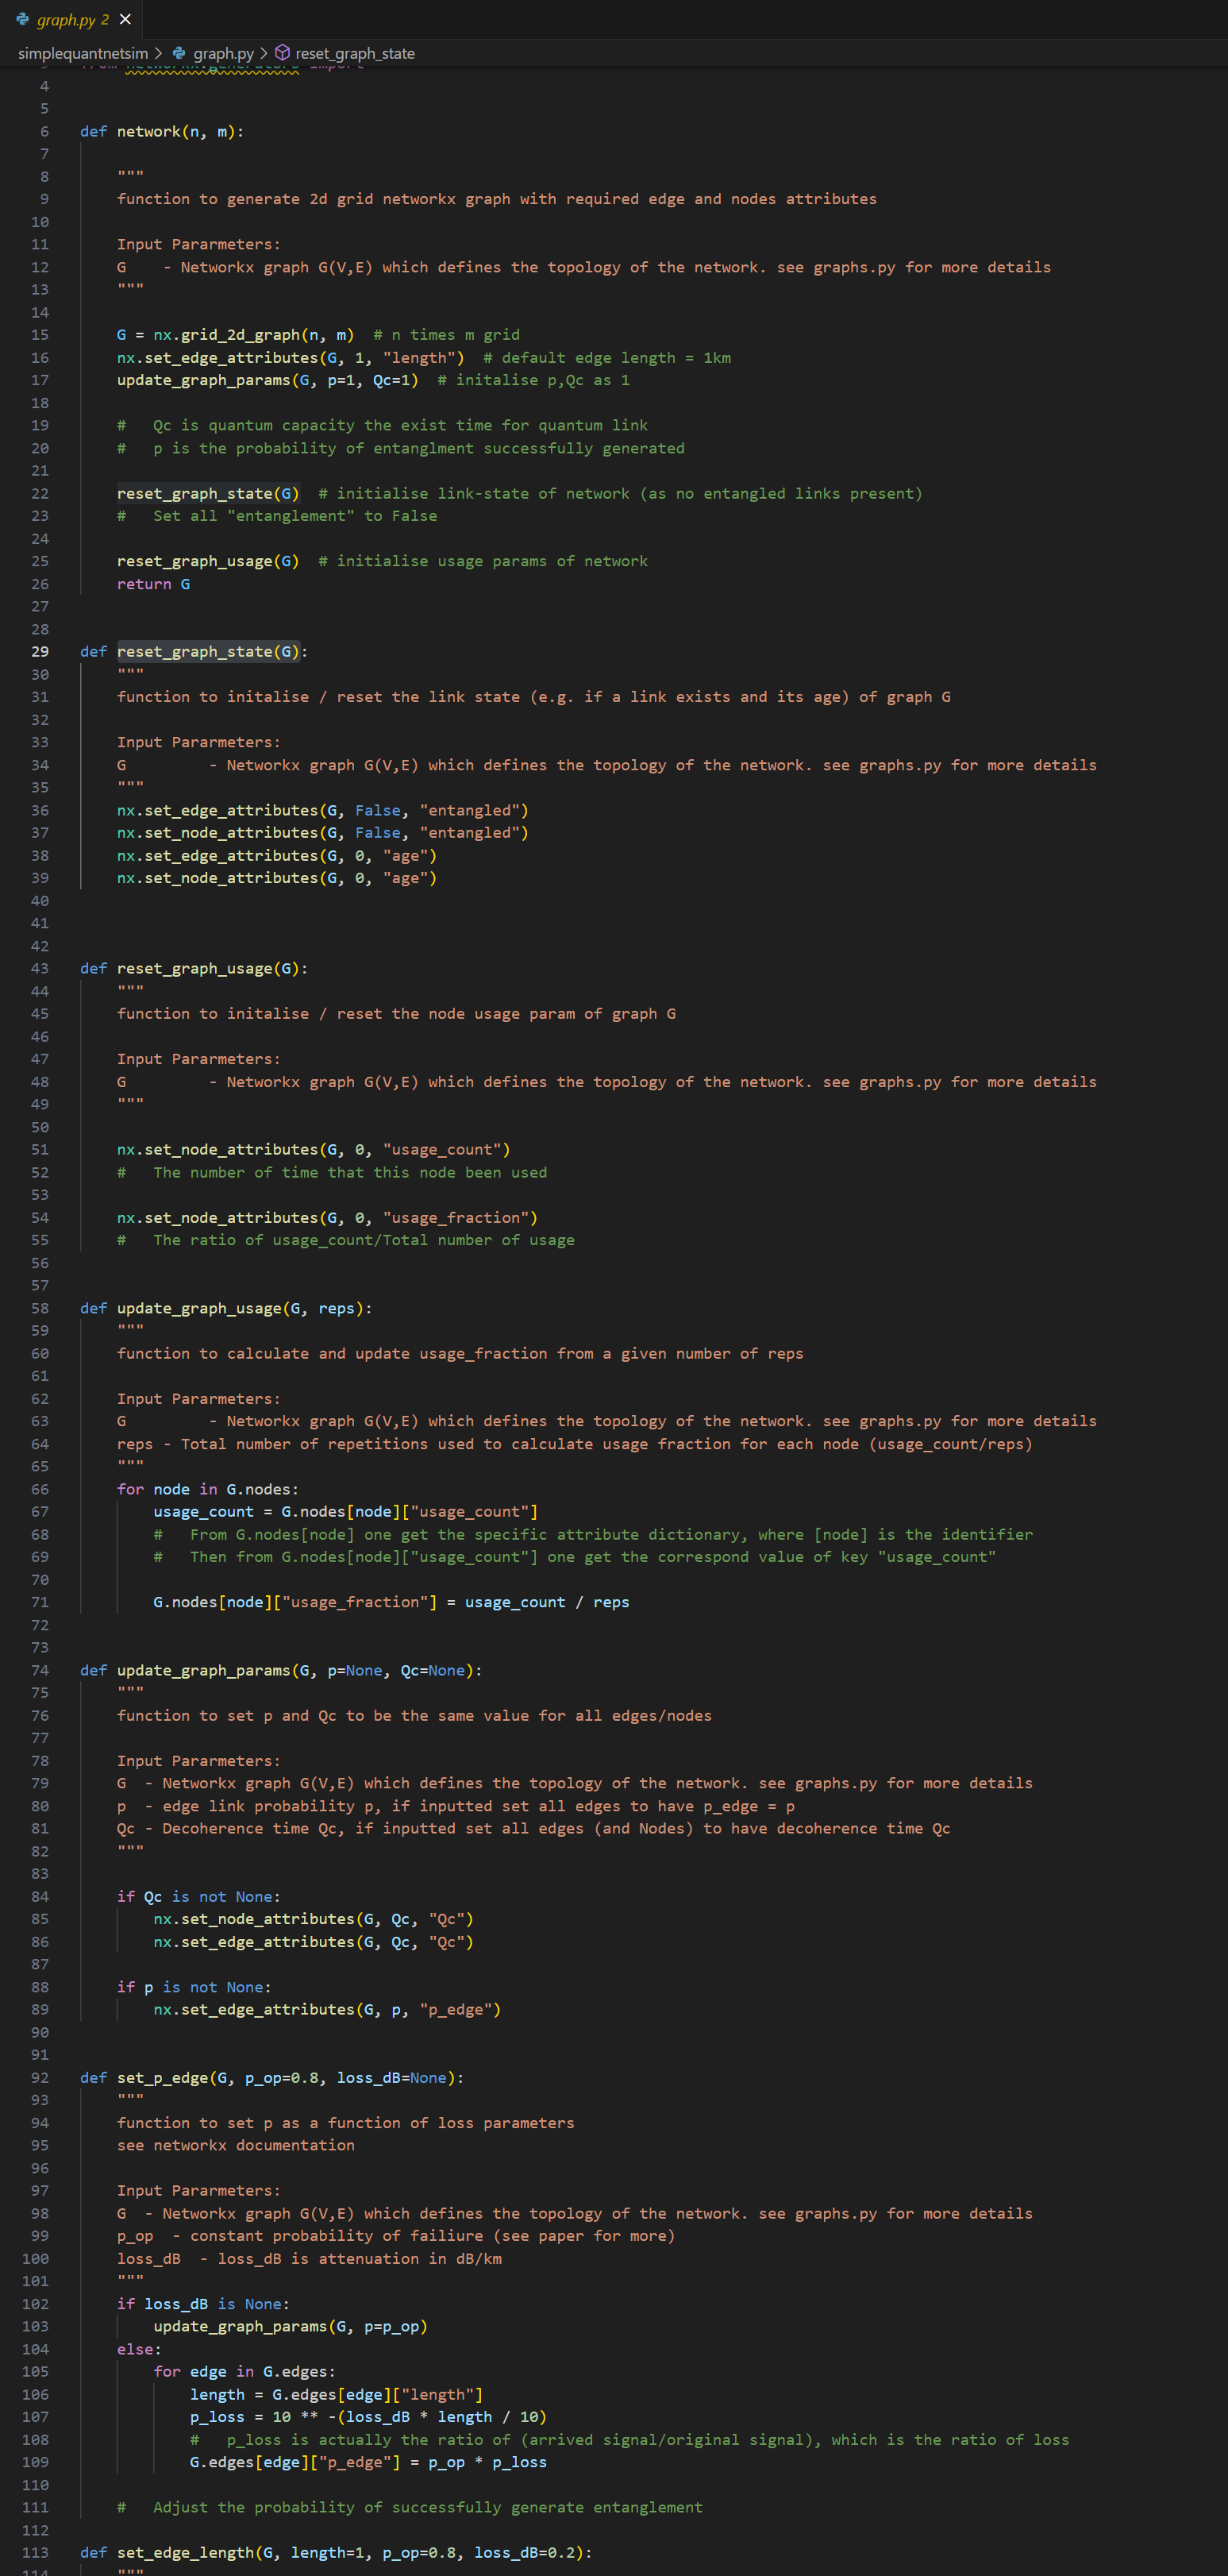 graph.py 2
simplequantnetsim > graph.py > reset_graph_state
4
5
6 def network(n, m):
7
8 """
9 function to generate 2d grid networkx graph with required edge and nodes attributes
10
11 Input Pararmeters:
12 G    - Networkx graph G(V,E) which defines the topology of the network. see graphs.py for more details
13 """
14
15 G = nx.grid_2d_graph(n, m)  # n times m grid
16 nx.set_edge_attributes(G, 1, "length")  # default edge length = 1km
17 update_graph_params(G, p=1, Qc=1)  # initalise p,Qc as 1
18
19 #   Qc is quantum capacity the exist time for quantum link
20 #   p is the probability of entanglment successfully generated
21
22 reset_graph_state(G)  # initialise link-state of network (as no entangled links present)
23 #   Set all "entanglement" to False
24
25 reset_graph_usage(G)  # initialise usage params of network
26 return G
27
28
29 def reset_graph_state(G):
30 """
31 function to initalise / reset the link state (e.g. if a link exists and its age) of graph G
32
33 Input Pararmeters:
34 G         - Networkx graph G(V,E) which defines the topology of the network. see graphs.py for more details
35 """
36 nx.set_edge_attributes(G, False, "entangled")
37 nx.set_node_attributes(G, False, "entangled")
38 nx.set_edge_attributes(G, 0, "age")
39 nx.set_node_attributes(G, 0, "age")
40
41
42
43 def reset_graph_usage(G):
44 """
45 function to initalise / reset the node usage param of graph G
46
47 Input Pararmeters:
48 G         - Networkx graph G(V,E) which defines the topology of the network. see graphs.py for more details
49 """
50
51 nx.set_node_attributes(G, 0, "usage_count")
52 #   The number of time that this node been used
53
54 nx.set_node_attributes(G, 0, "usage_fraction")
55 #   The ratio of usage_count/Total number of usage
56
57
58 def update_graph_usage(G, reps):
59 """
60 function to calculate and update usage_fraction from a given number of reps
61
62 Input Pararmeters:
63 G         - Networkx graph G(V,E) which defines the topology of the network. see graphs.py for more details
64 reps - Total number of repetitions used to calculate usage fraction for each node (usage_count/reps)
65 """
66 for node in G.nodes:
67 usage_count = G.nodes[node]["usage_count"]
68 #   From G.nodes[node] one get the specific attribute dictionary, where [node] is the identifier
69 #   Then from G.nodes[node]["usage_count"] one get the correspond value of key "usage_count"
70
71 G.nodes[node]["usage_fraction"] = usage_count / reps
72
73
74 def update_graph_params(G, p=None, Qc=None):
75 """
76 function to set p and Qc to be the same value for all edges/nodes
77
78 Input Pararmeters:
79 G  - Networkx graph G(V,E) which defines the topology of the network. see graphs.py for more details
80 p  - edge link probability p, if inputted set all edges to have p_edge = p
81 Qc - Decoherence time Qc, if inputted set all edges (and Nodes) to have decoherence time Qc
82 """
83
84 if Qc is not None:
85 nx.set_node_attributes(G, Qc, "Qc")
86 nx.set_edge_attributes(G, Qc, "Qc")
87
88 if p is not None:
89 nx.set_edge_attributes(G, p, "p_edge")
90
91
92 def set_p_edge(G, p_op=0.8, loss_dB=None):
93 """
94 function to set p as a function of loss parameters
95 see networkx documentation
96
97 Input Pararmeters:
98 G  - Networkx graph G(V,E) which defines the topology of the network. see graphs.py for more details
99 p_op  - constant probability of failiure (see paper for more)
100 loss_dB  - loss_dB is attenuation in dB/km
101 """
102 if loss_dB is None:
103 update_graph_params(G, p=p_op)
104 else:
105 for edge in G.edges:
106 length = G.edges[edge]["length"]
107 p_loss = 10 ** -(loss_dB * length / 10)
108 #   p_loss is actually the ratio of (arrived signal/original signal), which is the ratio of loss
109 G.edges[edge]["p_edge"] = p_op * p_loss
110
111 #   Adjust the probability of successfully generate entanglement
112
113 def set_edge_length(G, length=1, p_op=0.8, loss_dB=0.2):
114 """